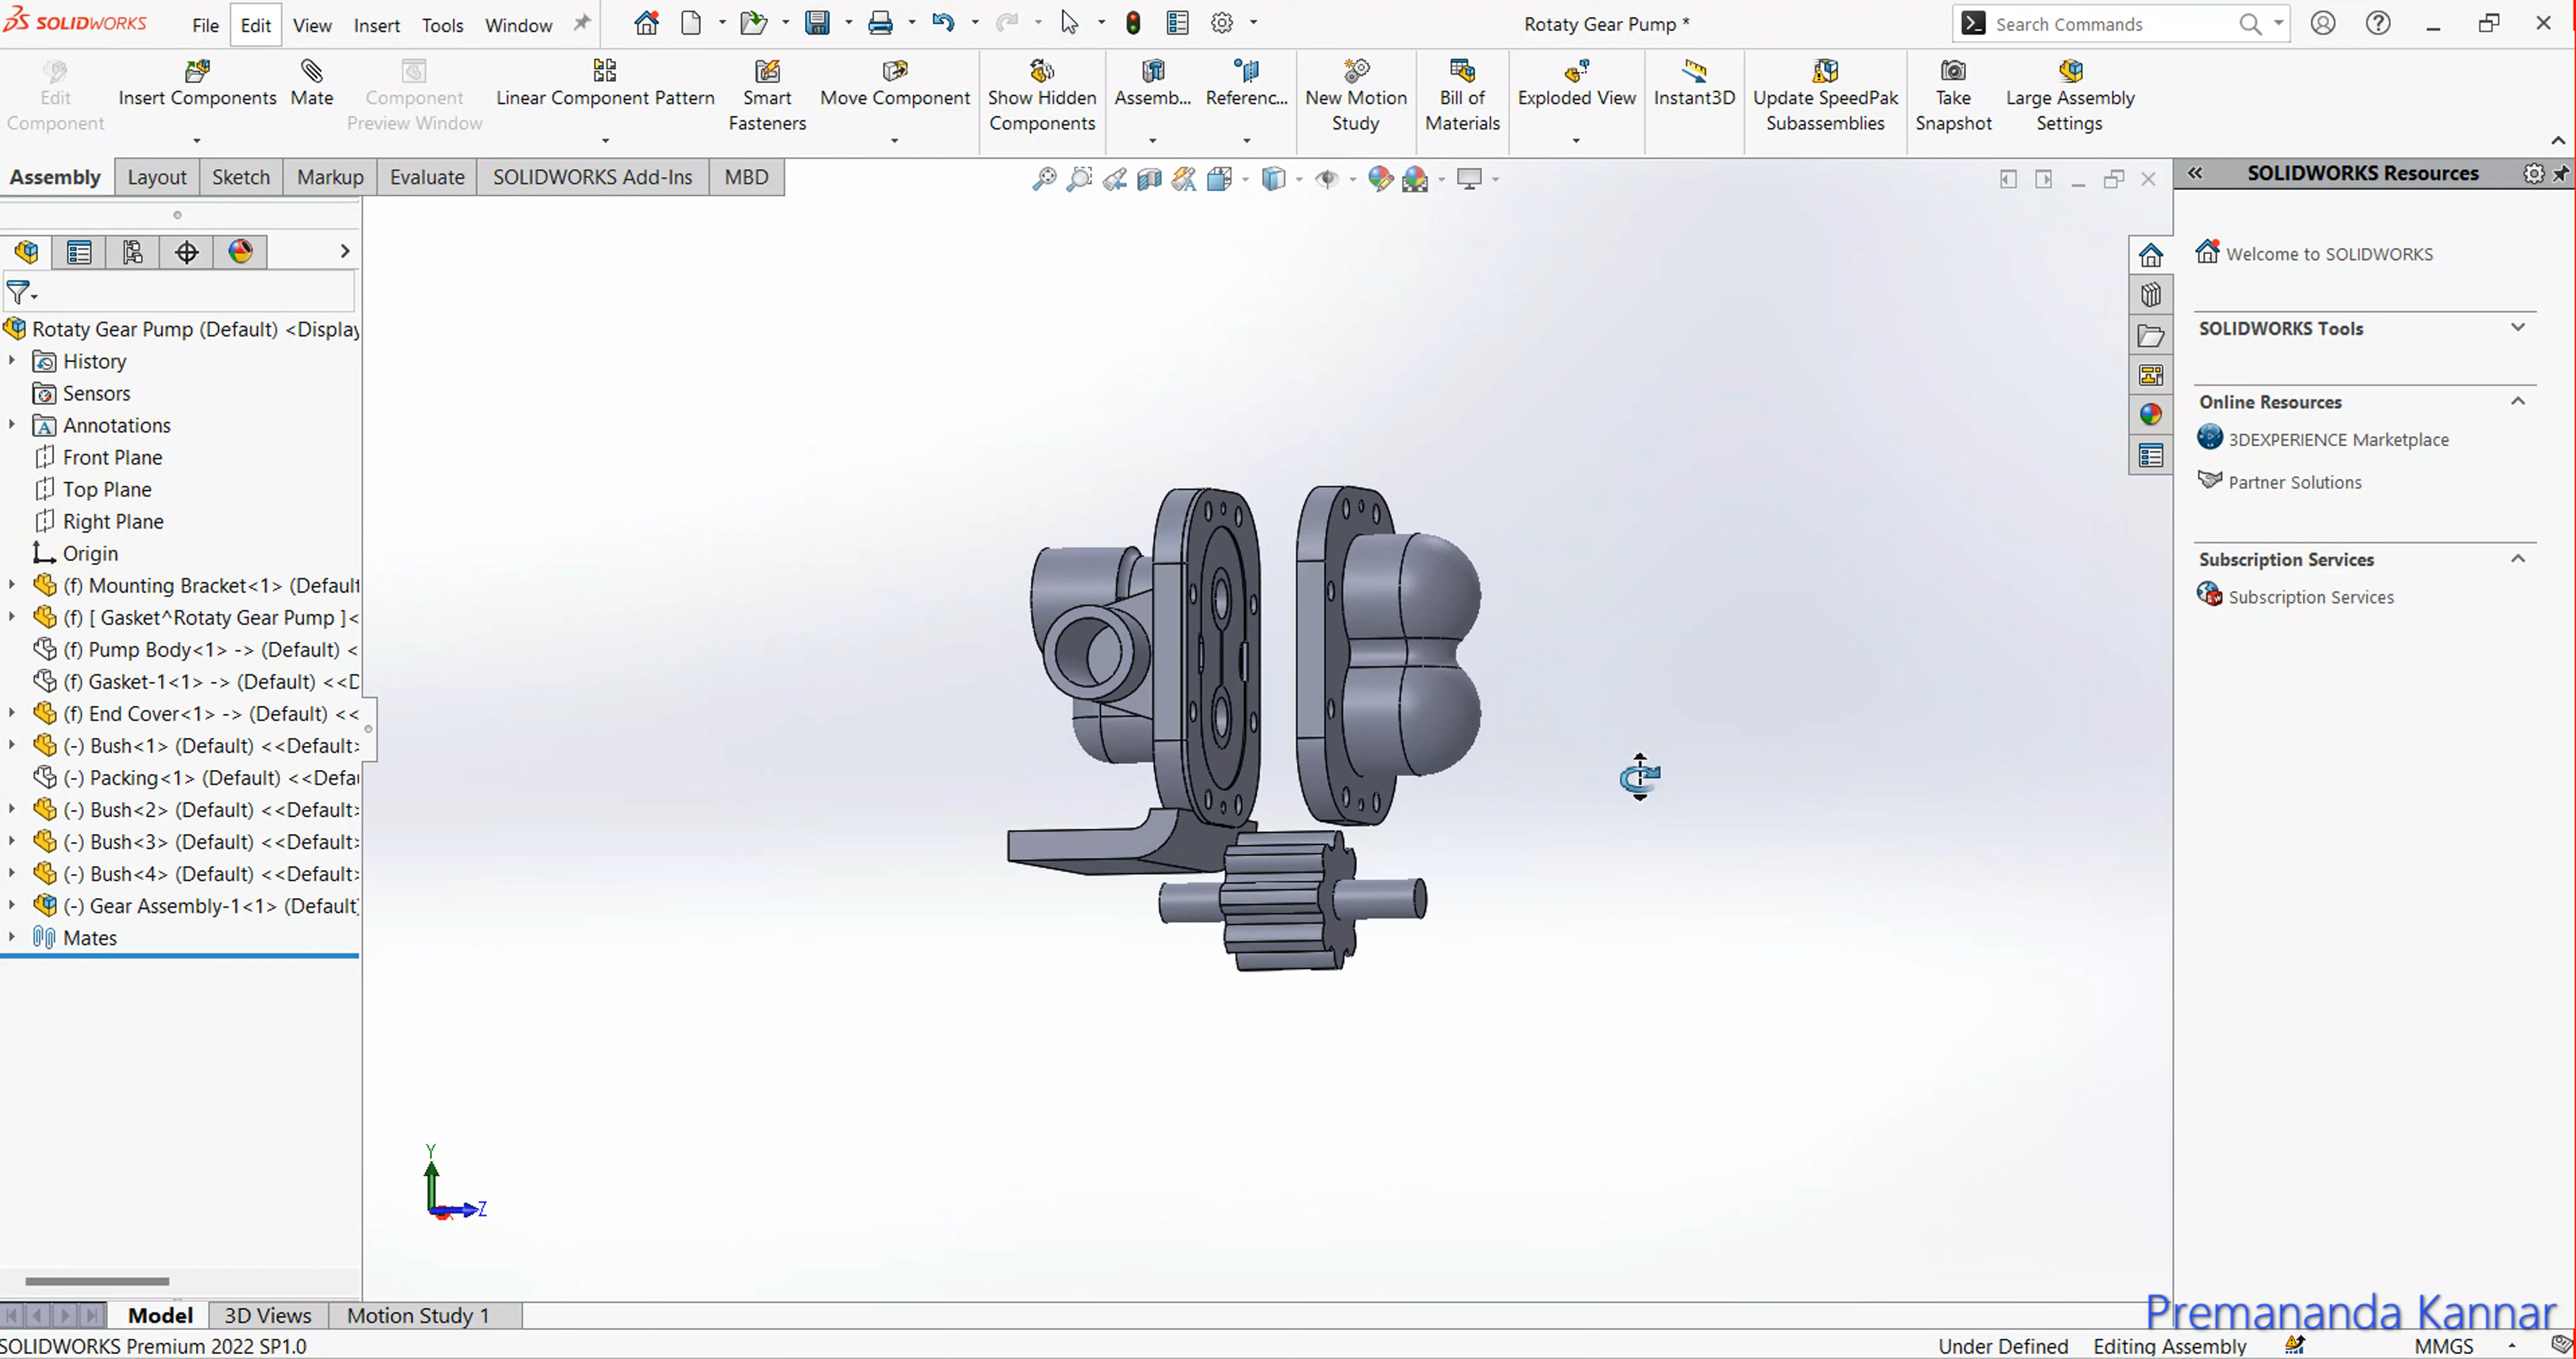 SOLIDWORKS File Edit View Insert Tools Window
Rotaty Gear Pump *
Search Commands
Edit Component
Insert Components
Mate
Component Preview Window
Linear Component Pattern
Smart Fasteners
Move Component
Show Hidden Components
Assemb...
Referenc...
New Motion Study
Bill of Materials
Exploded View
Instant3D
Update SpeedPak Subassemblies
Take Snapshot
Large Assembly Settings
Assembly Layout Sketch Markup Evaluate SOLIDWORKS Add-Ins MBD
Rotaty Gear Pump (Default) <Display
History
Sensors
Annotations
Front Plane
Top Plane
Right Plane
Origin
(f) Mounting Bracket<1> (Default
(f) [ Gasket^Rotaty Gear Pump ]<
(f) Pump Body<1> -> (Default) <
(f) Gasket-1<1> -> (Default) <<D
(f) End Cover<1> -> (Default) <<
(-) Bush<1> (Default) <<Default>
(-) Packing<1> (Default) <<Defau
(-) Bush<2> (Default) <<Default>
(-) Bush<3> (Default) <<Default>
(-) Bush<4> (Default) <<Default>
(-) Gear Assembly-1<1> (Default)
Mates
Y
Z
SOLIDWORKS Resources
Welcome to SOLIDWORKS
SOLIDWORKS Tools
Online Resources
3DEXPERIENCE Marketplace
Partner Solutions
Subscription Services
Subscription Services
Model 3D Views Motion Study 1
Premananda Kannar
SOLIDWORKS Premium 2022 SP1.0
Under Defined Editing Assembly MMGS